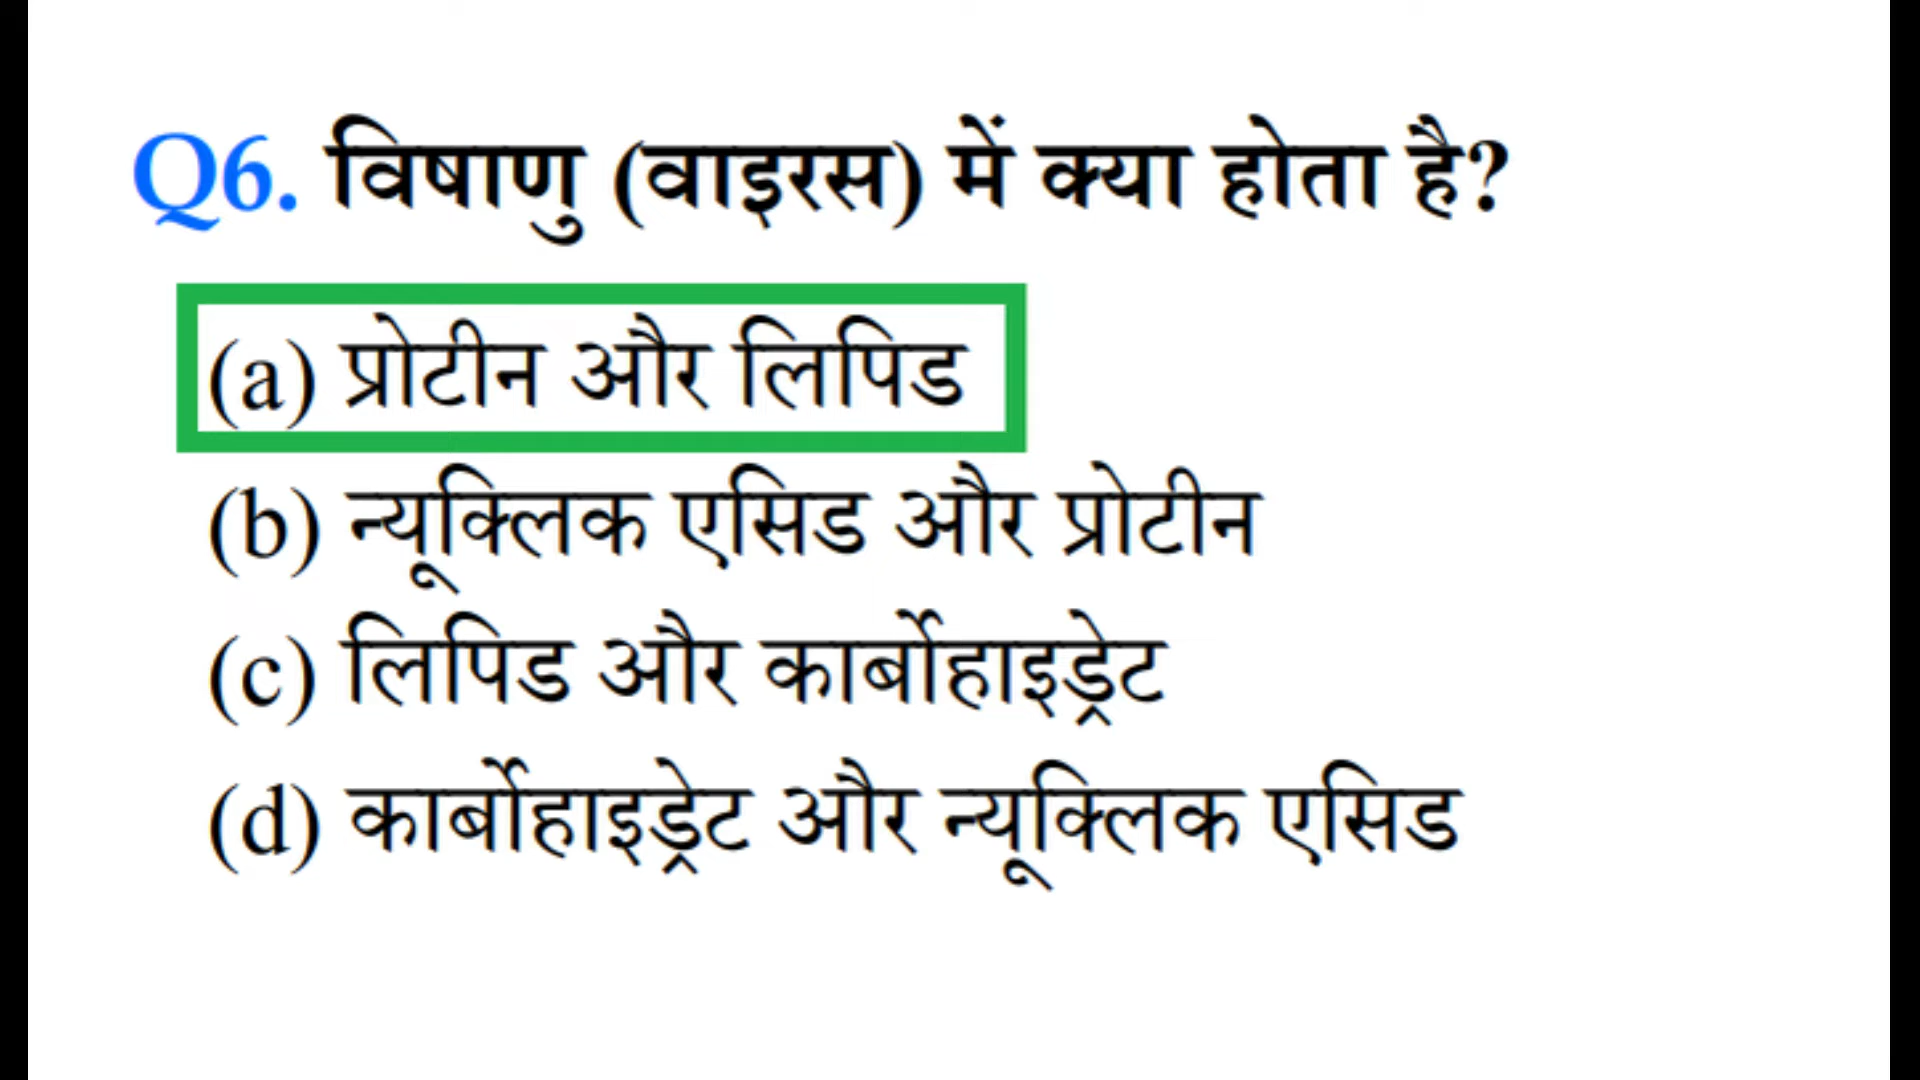 Q6. विषाणु (वाइरस) में क्या होता है?
(a) प्रोटीन और लिपिड
(b) न्यूक्लिक एसिड और प्रोटीन
(c) लिपिड और कार्बोहाइड्रेट
(d) कार्बोहाइड्रेट और न्यूक्लिक एसिड